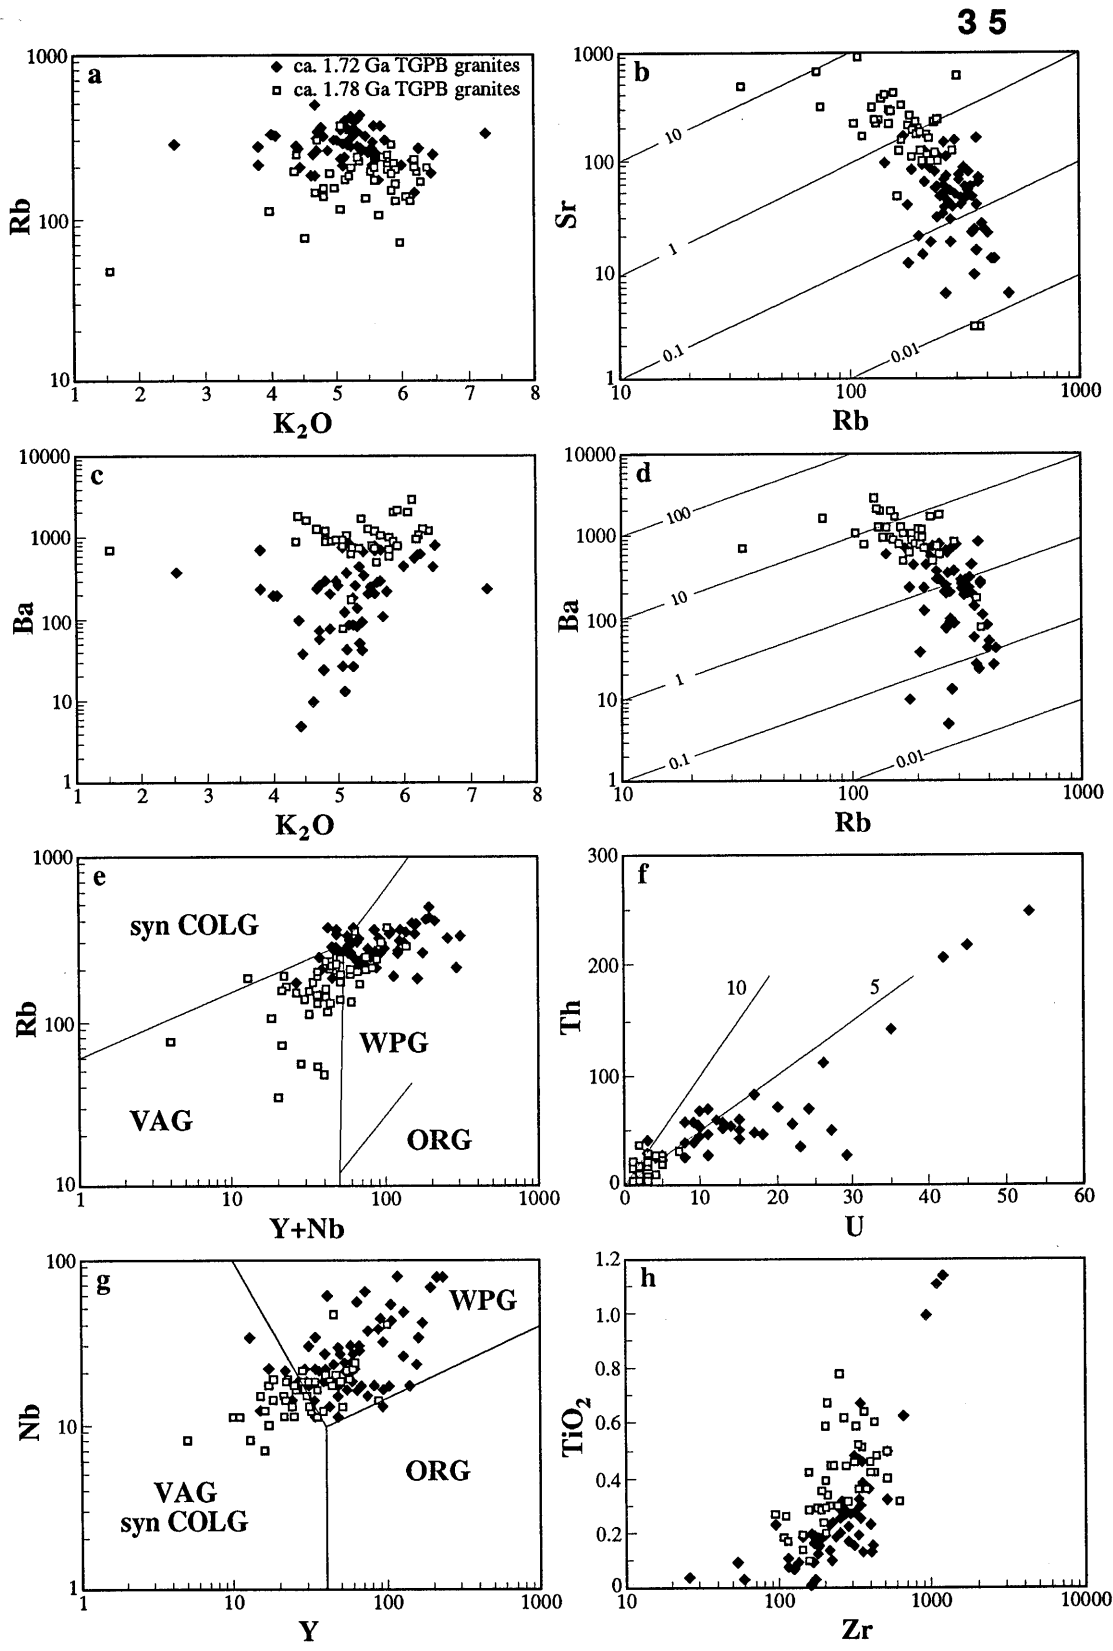 3 5
a
◆ ca. 1.72 Ga TGPB granites
□ ca. 1.78 Ga TGPB granites
1000
100
10
Rb
1 2 3 4 5 6 7 8
K₂O
b
1000
100
10
1
Sr
10
1
0.1
0.01
10 100 1000
Rb
c
10000
1000
100
10
1
Ba
1 2 3 4 5 6 7 8
K₂O
d
10000
1000
100
10
1
Ba
100
10
1
0.1
0.01
10 100 1000
Rb
e
1000
100
10
Rb
syn COLG
WPG
VAG
ORG
1 10 100 1000
Y+Nb
f
300
200
100
0
Th
10
5
0 10 20 30 40 50 60
U
g
100
10
1
Nb
WPG
ORG
VAG
syn COLG
1 10 100 1000
Y
h
1.2
1.0
0.8
0.6
0.4
0.2
0
TiO₂
10 100 1000 10000
Zr